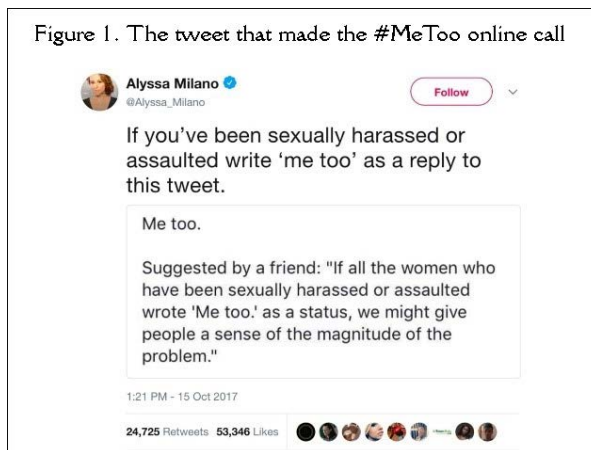 Figure 1. The tweet that made the #MeToo online call
Alyssa Milano
@Alyssa_Milano
Follow
If you've been sexually harassed or
assaulted write 'me too' as a reply to
this tweet.
Me too.
Suggested by a friend: "If all the women who
have been sexually harassed or assaulted
wrote 'Me too.' as a status, we might give
people a sense of the magnitude of the
problem."
1:21 PM - 15 Oct 2017
24,725 Retweets 53,346 Likes